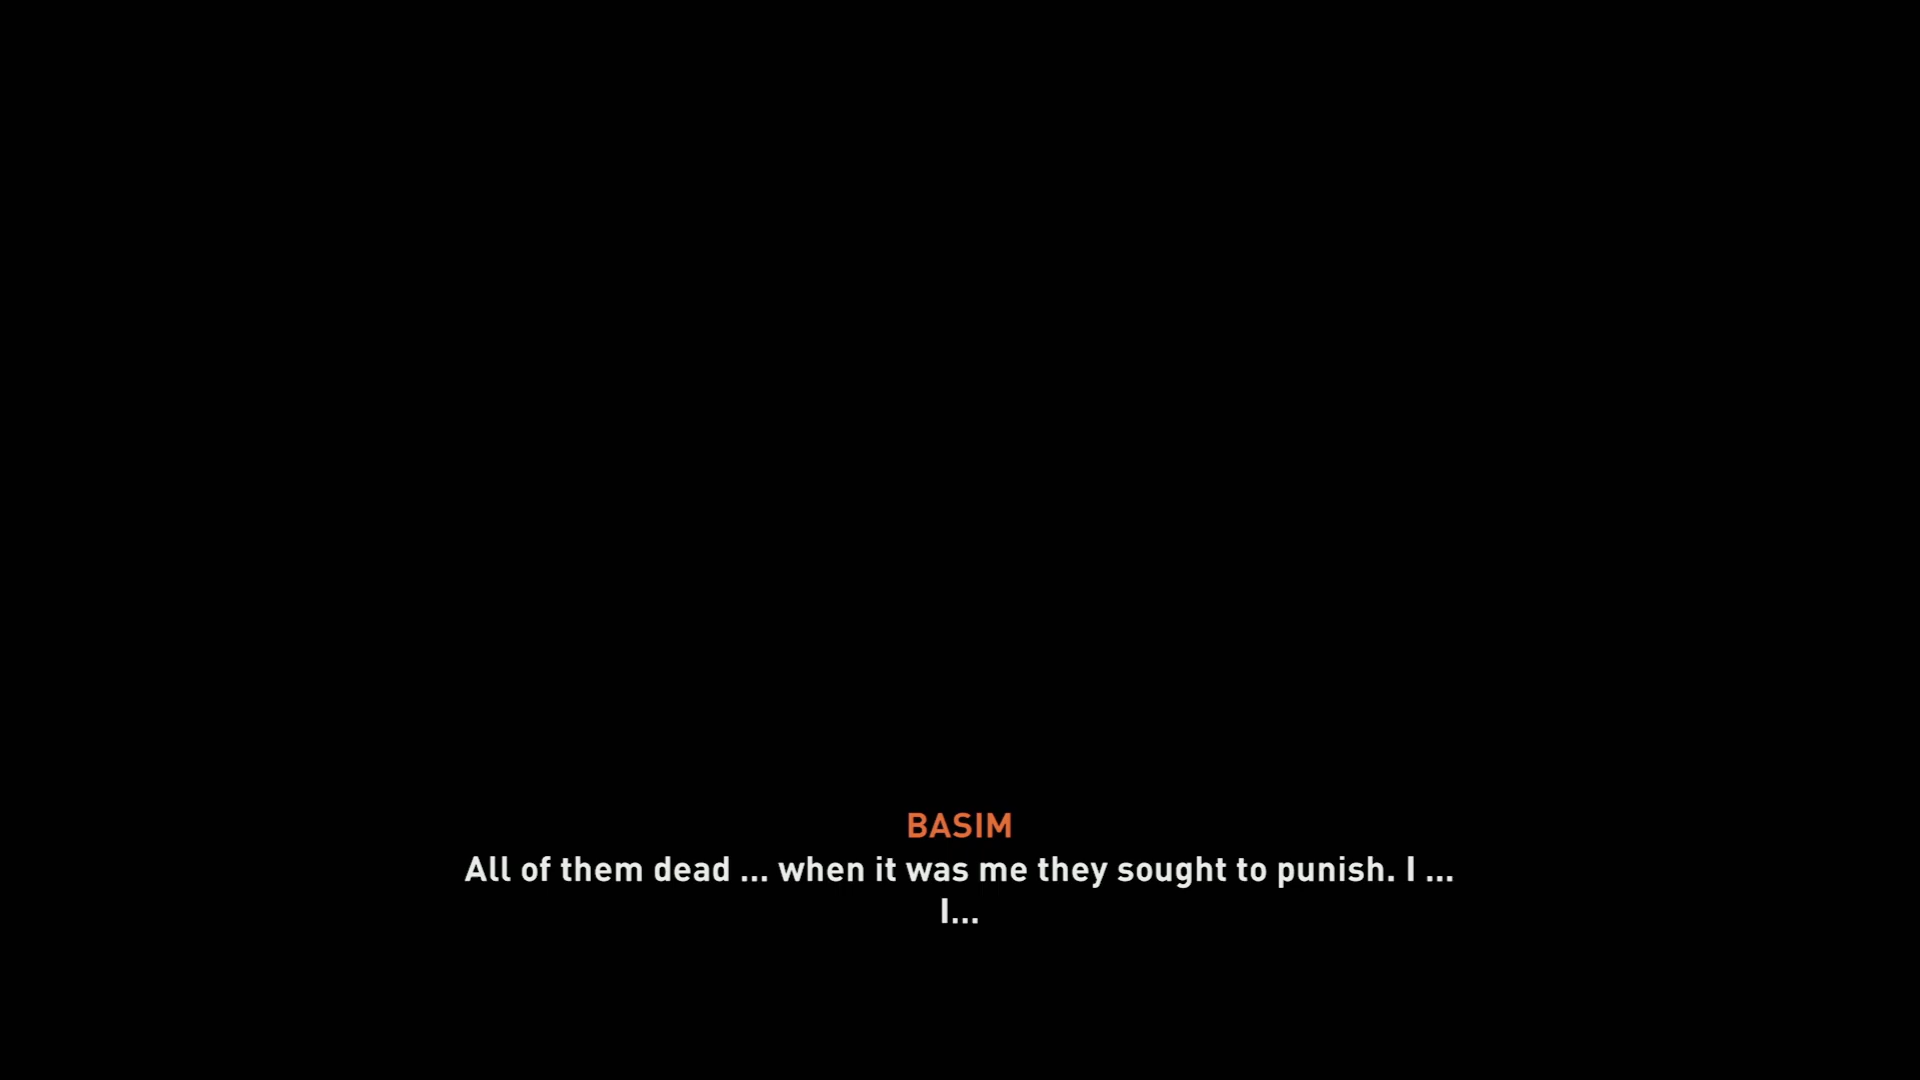 BASIM
All of them dead ... when it was me they sought to punish. I ...
I...